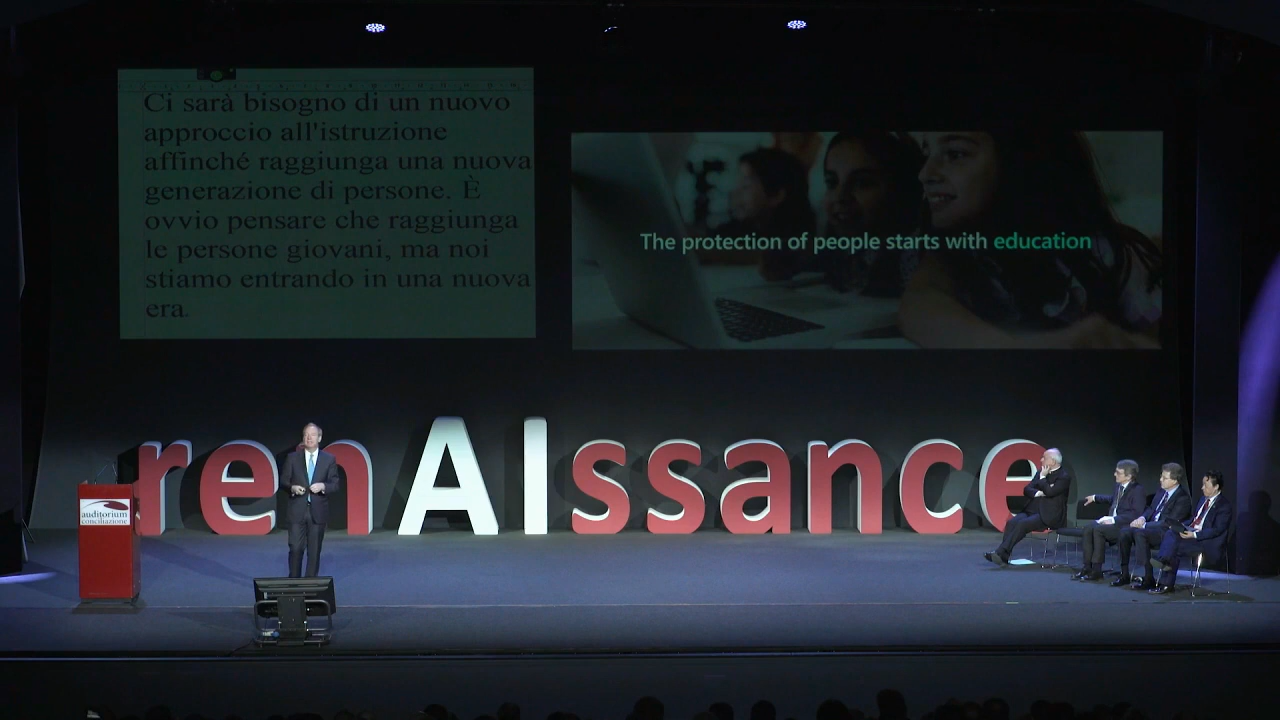 Ci sarà bisogno di un nuovo
approccio all'istruzione
affinché raggiunga una nuova
generazione di persone. È
ovvio pensare che raggiunga
le persone giovani, ma noi
stiamo entrando in una nuova
era.
The protection of people starts with education
renAIssance
auditorium
conciliazione